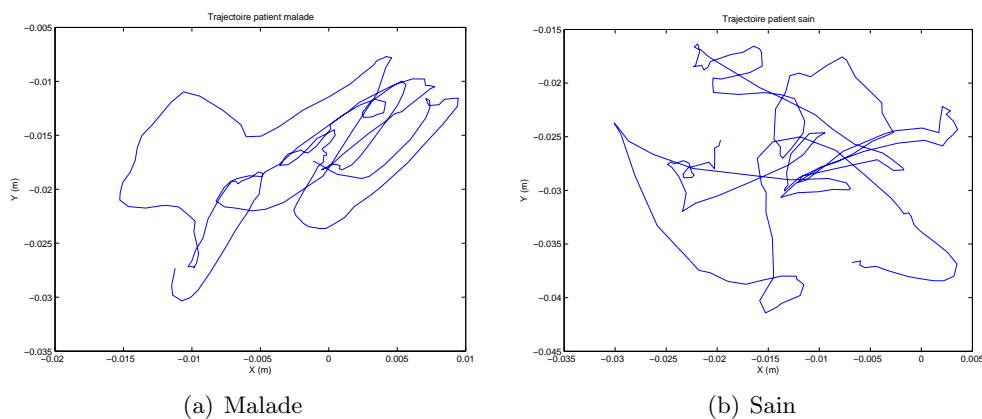 Trajectoire patient malade
−0.005
−0.01
−0.015
−0.02
−0.025
−0.03
−0.035
Y (m)
−0.02 −0.015 −0.01 −0.005 0 0.005 0.01
X (m)
(a) Malade
Trajectoire patient sain
−0.015
−0.02
−0.025
−0.03
−0.035
−0.04
−0.045
Y (m)
−0.035 −0.03 −0.025 −0.02 −0.015 −0.01 −0.005 0 0.005
X (m)
(b) Sain